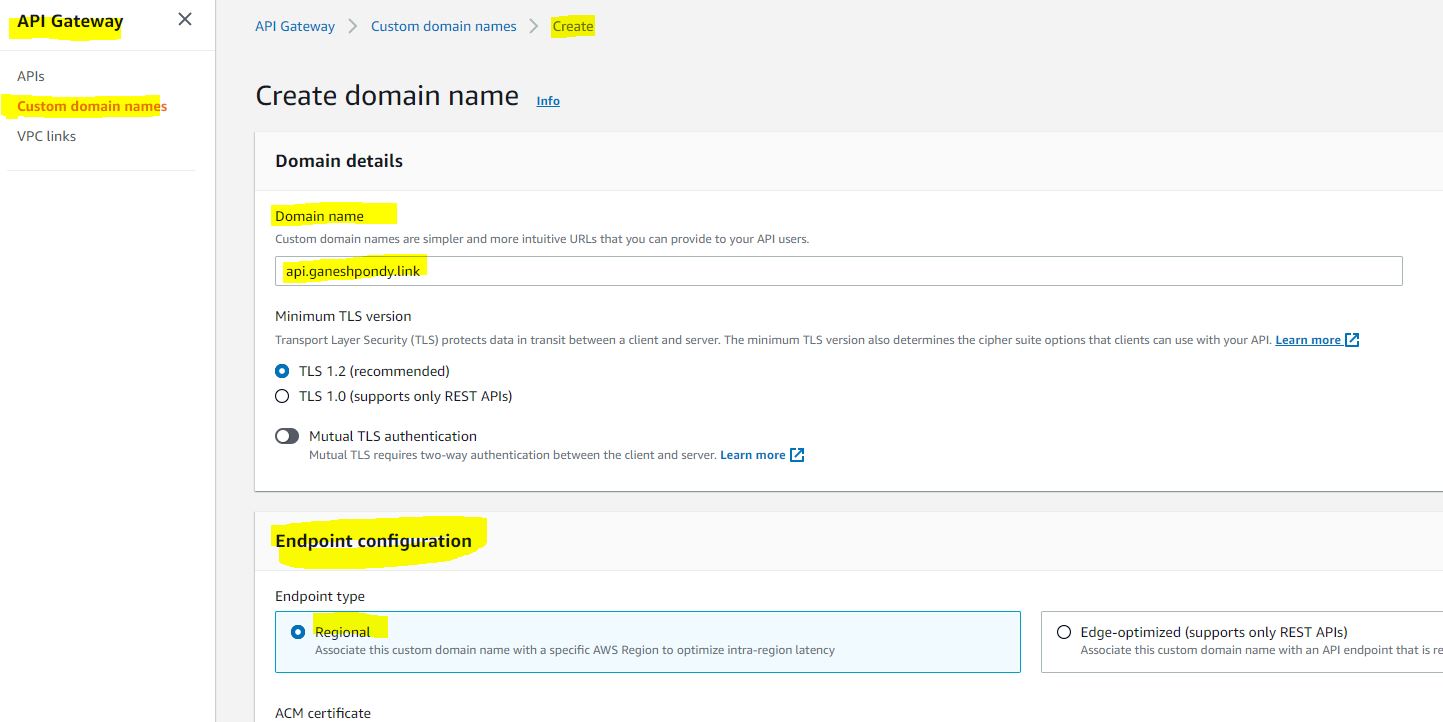 API Gateway
APIs
Custom domain names
VPC links
API Gateway > Custom domain names > Create
Create domain name Info
Domain details
Domain name
Custom domain names are simpler and more intuitive URLs that you can provide to your API users.
api.ganeshpondy.link
Minimum TLS version
Transport Layer Security (TLS) protects data in transit between a client and server. The minimum TLS version also determines the cipher suite options that clients can use with your API. Learn more
TLS 1.2 (recommended)
TLS 1.0 (supports only REST APIs)
Mutual TLS authentication
Mutual TLS requires two-way authentication between the client and server. Learn more
Endpoint configuration
Endpoint type
Regional
Associate this custom domain name with a specific AWS Region to optimize intra-region latency
Edge-optimized (supports only REST APIs)
Associate this custom domain name with an API endpoint that is re
ACM certificate